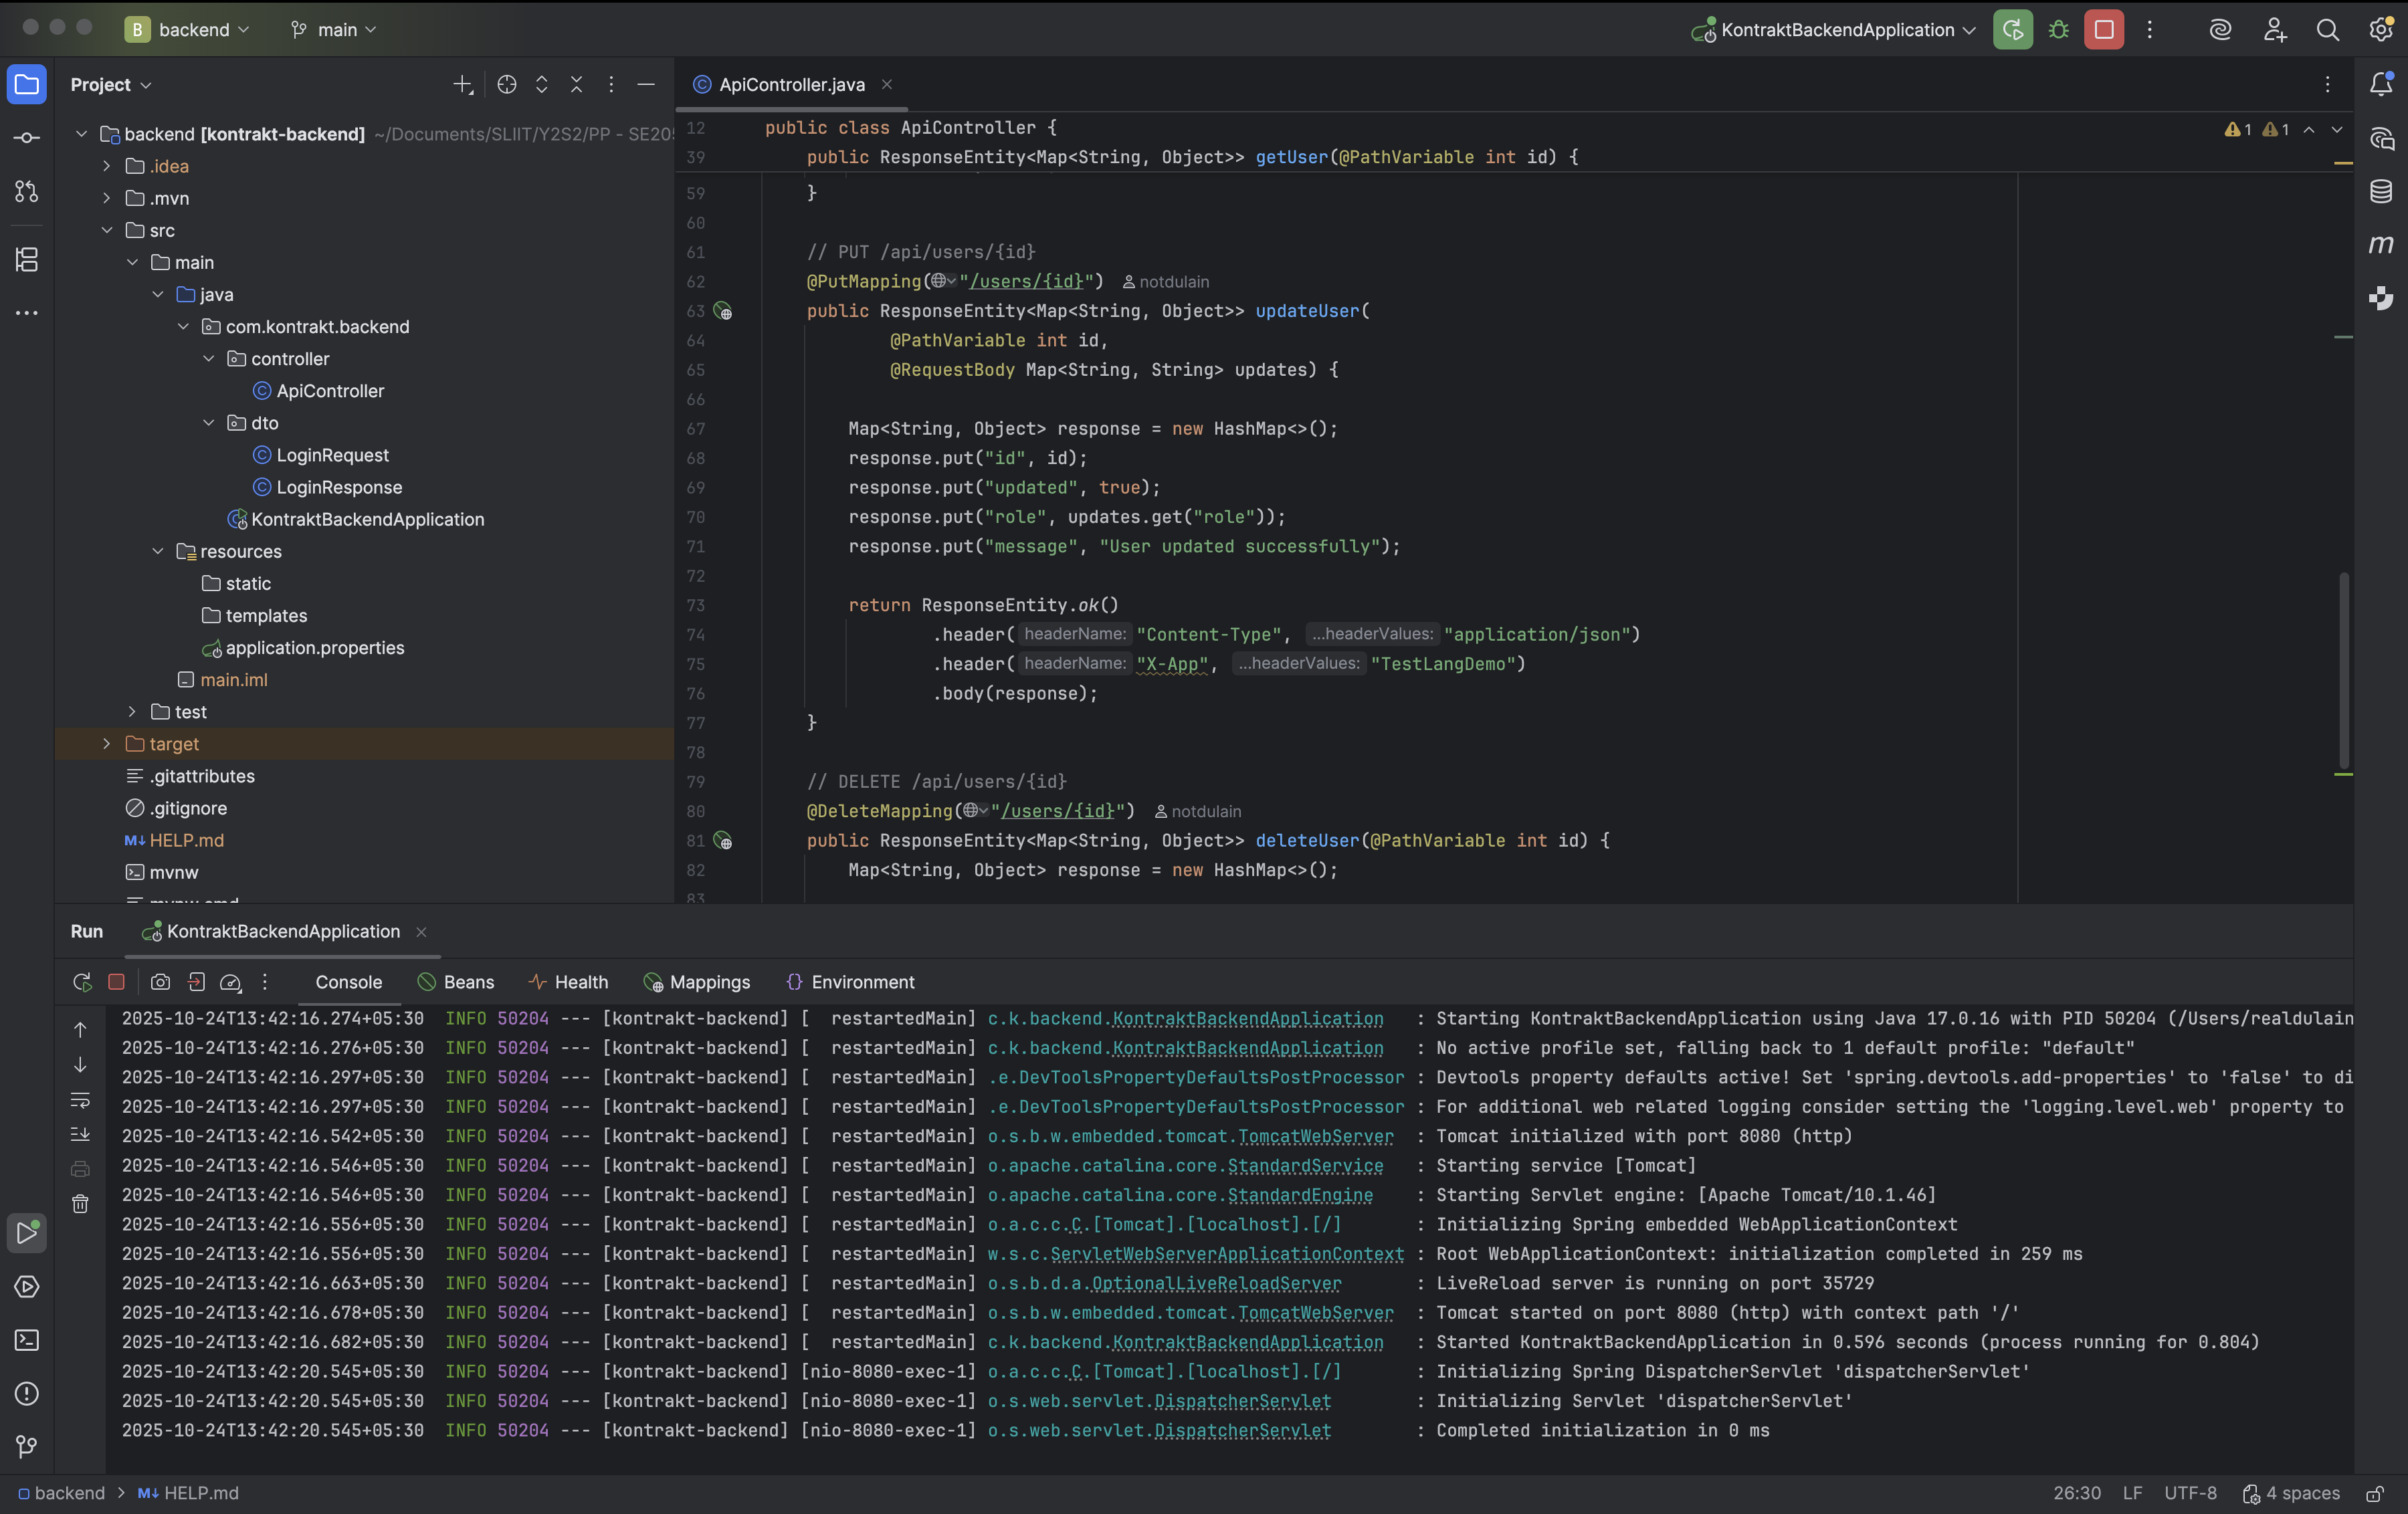 B backend main KontraktBackendApplication
Project
backend [kontrakt-backend] ~/Documents/SLIIT/Y2S2/PP - SE20
.idea
.mvn
src
main
java
com.kontrakt.backend
controller
ApiController
dto
LoginRequest
LoginResponse
KontraktBackendApplication
resources
static
templates
application.properties
main.iml
test
target
.gitattributes
.gitignore
M↓ HELP.md
mvnw
mvnw.cmd
ApiController.java
1 1
12 public class ApiController {
39 public ResponseEntity<Map<String, Object>> getUser(@PathVariable int id) {
59 }
60
61 // PUT /api/users/{id}
62 @PutMapping("/users/{id}") notdulain
63 public ResponseEntity<Map<String, Object>> updateUser(
64 @PathVariable int id,
65 @RequestBody Map<String, String> updates) {
66
67 Map<String, Object> response = new HashMap<>();
68 response.put("id", id);
69 response.put("updated", true);
70 response.put("role", updates.get("role"));
71 response.put("message", "User updated successfully");
72
73 return ResponseEntity.ok()
74 .header( headerName: "Content-Type", ...headerValues: "application/json")
75 .header( headerName: "X-App", ...headerValues: "TestLangDemo")
76 .body(response);
77 }
78
79 // DELETE /api/users/{id}
80 @DeleteMapping("/users/{id}") notdulain
81 public ResponseEntity<Map<String, Object>> deleteUser(@PathVariable int id) {
82 Map<String, Object> response = new HashMap<>();
83
m
Run KontraktBackendApplication
Console Beans Health Mappings Environment
2025-10-24T13:42:16.274+05:30 INFO 50204 --- [kontrakt-backend] [ restartedMain] c.k.backend.KontraktBackendApplication : Starting KontraktBackendApplication using Java 17.0.16 with PID 50204 (/Users/realdulain
2025-10-24T13:42:16.276+05:30 INFO 50204 --- [kontrakt-backend] [ restartedMain] c.k.backend.KontraktBackendApplication : No active profile set, falling back to 1 default profile: "default"
2025-10-24T13:42:16.297+05:30 INFO 50204 --- [kontrakt-backend] [ restartedMain] .e.DevToolsPropertyDefaultsPostProcessor : Devtools property defaults active! Set 'spring.devtools.add-properties' to 'false' to di
2025-10-24T13:42:16.297+05:30 INFO 50204 --- [kontrakt-backend] [ restartedMain] .e.DevToolsPropertyDefaultsPostProcessor : For additional web related logging consider setting the 'logging.level.web' property to
2025-10-24T13:42:16.542+05:30 INFO 50204 --- [kontrakt-backend] [ restartedMain] o.s.b.w.embedded.tomcat.TomcatWebServer : Tomcat initialized with port 8080 (http)
2025-10-24T13:42:16.546+05:30 INFO 50204 --- [kontrakt-backend] [ restartedMain] o.apache.catalina.core.StandardService : Starting service [Tomcat]
2025-10-24T13:42:16.546+05:30 INFO 50204 --- [kontrakt-backend] [ restartedMain] o.apache.catalina.core.StandardEngine : Starting Servlet engine: [Apache Tomcat/10.1.46]
2025-10-24T13:42:16.556+05:30 INFO 50204 --- [kontrakt-backend] [ restartedMain] o.a.c.c.C.[Tomcat].[localhost].[/] : Initializing Spring embedded WebApplicationContext
2025-10-24T13:42:16.556+05:30 INFO 50204 --- [kontrakt-backend] [ restartedMain] w.s.c.ServletWebServerApplicationContext : Root WebApplicationContext: initialization completed in 259 ms
2025-10-24T13:42:16.663+05:30 INFO 50204 --- [kontrakt-backend] [ restartedMain] o.s.b.d.a.OptionalLiveReloadServer : LiveReload server is running on port 35729
2025-10-24T13:42:16.678+05:30 INFO 50204 --- [kontrakt-backend] [ restartedMain] o.s.b.w.embedded.tomcat.TomcatWebServer : Tomcat started on port 8080 (http) with context path '/'
2025-10-24T13:42:16.682+05:30 INFO 50204 --- [kontrakt-backend] [ restartedMain] c.k.backend.KontraktBackendApplication : Started KontraktBackendApplication in 0.596 seconds (process running for 0.804)
2025-10-24T13:42:20.545+05:30 INFO 50204 --- [kontrakt-backend] [nio-8080-exec-1] o.a.c.c.C.[Tomcat].[localhost].[/] : Initializing Spring DispatcherServlet 'dispatcherServlet'
2025-10-24T13:42:20.545+05:30 INFO 50204 --- [kontrakt-backend] [nio-8080-exec-1] o.s.web.servlet.DispatcherServlet : Initializing Servlet 'dispatcherServlet'
2025-10-24T13:42:20.545+05:30 INFO 50204 --- [kontrakt-backend] [nio-8080-exec-1] o.s.web.servlet.DispatcherServlet : Completed initialization in 0 ms
backend > M↓ HELP.md 26:30 LF UTF-8 4 spaces